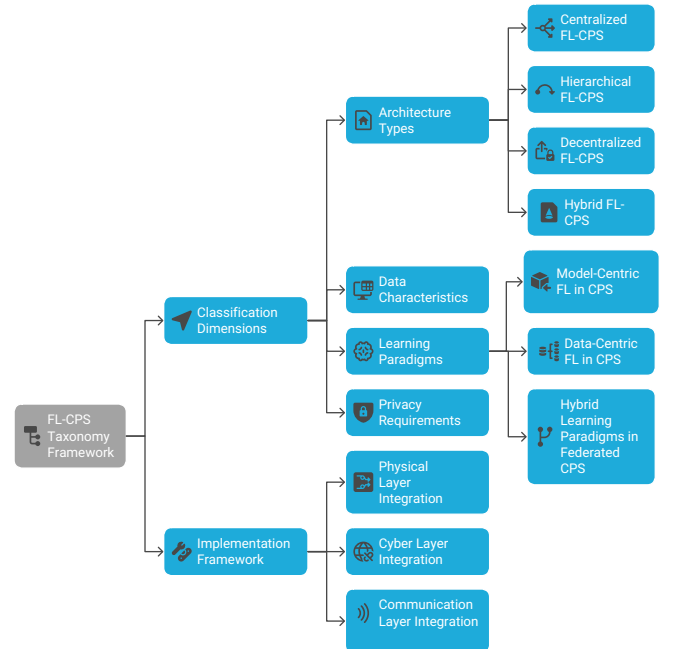 FL-CPS
Taxonomy
Framework
Classification
Dimensions
Implementation
Framework
Architecture
Types
Data
Characteristics
Learning
Paradigms
Privacy
Requirements
Physical
Layer
Integration
Cyber Layer
Integration
Communication
Layer Integration
Centralized
FL-CPS
Hierarchical
FL-CPS
Decentralized
FL-CPS
Hybrid FL-
CPS
Model-Centric
FL in CPS
Data-Centric
FL in CPS
Hybrid
Learning
Paradigms in
Federated
CPS